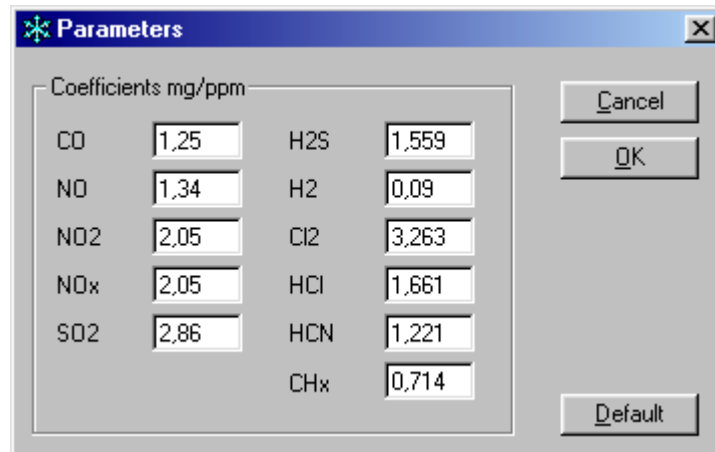 Parameters
Coefficients mg/ppm
Cancel
CO 1,25 H2S 1,559
OK
NO 1,34 H2 0,09
NO2 2,05 Cl2 3,263
NOx 2,05 HCl 1,661
SO2 2,86 HCN 1,221
CHx 0,714
Default